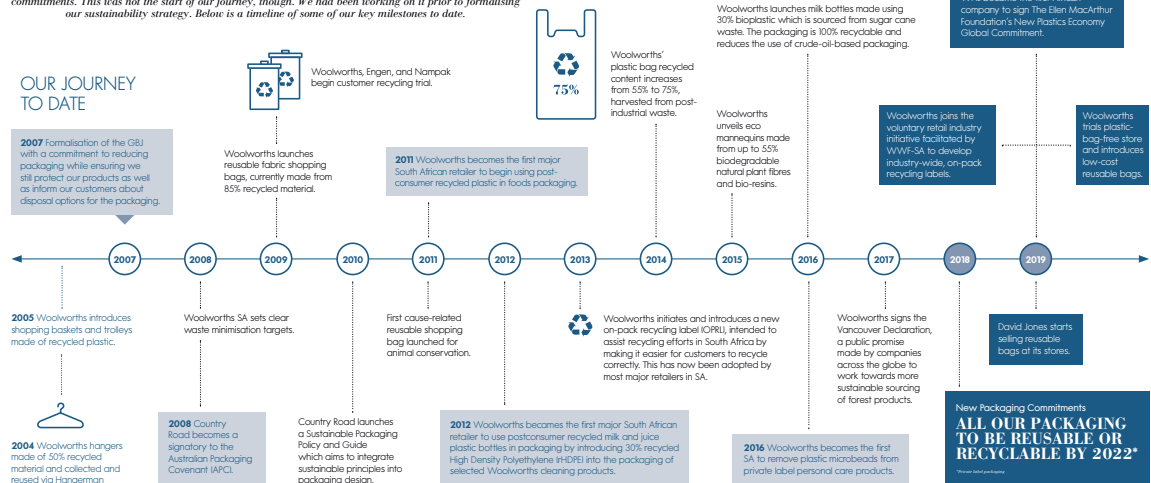 commitments. This was not the start of our journey, though. We had been working on it prior to formalising
our sustainability strategy. Below is a timeline of some of our key milestones to date.
OUR JOURNEY
TO DATE
2007 Formalisation of the GBJ
with a commitment to reducing
packaging while ensuring we
still protect our products as well
as inform our customers about
disposal options for the packaging.
Woolworths, Engen, and Nampak
begin customer recycling trial.
Woolworths launches
reusable fabric shopping
bags, currently made from
85% recycled material.
2011 Woolworths becomes the first major
South African retailer to begin using post-
consumer recycled plastic in foods packaging.
75%
Woolworths'
plastic bag recycled
content increases
from 55% to 75%,
harvested from post-
industrial waste.
Woolworths launches milk bottles made using
30% bioplastic which is sourced from sugar cane
waste. The packaging is 100% recyclable and
reduces the use of crude-oil-based packaging.
Woolworths
unveils eco
mannequins made
from up to 55%
biodegradable
natural plant fibres
and bio-resins.
company to sign The Ellen MacArthur
Foundation's New Plastics Economy
Global Commitment.
Woolworths joins the
voluntary retail industry
initiative facilitated by
WWF-SA to develop
industry-wide, on-pack
recycling labels.
Woolworths
trials plastic-
bag-free store
and introduces
low-cost
reusable bags.
2007
2008
2009
2010
2011
2012
2013
2014
2015
2016
2017
2018
2019
2005 Woolworths introduces
shopping baskets and trolleys
made of recycled plastic.
2004 Woolworths hangers
made of 50% recycled
material and collected and
reused via Hangerman
Woolworths SA sets clear
waste minimisation targets.
2008 Country
Road becomes a
signatory to the
Australian Packaging
Covenant (APC).
Country Road launches
a Sustainable Packaging
Policy and Guide
which aims to integrate
sustainable principles into
packaging design.
First cause-related
reusable shopping
bag launched for
animal conservation.
2012 Woolworths becomes the first major South African
retailer to use postconsumer recycled milk and juice
plastic bottles in packaging by introducing 30% recycled
High Density Polyethylene (rHDPE) into the packaging of
selected Woolworths cleaning products.
Woolworths initiates and introduces a new
on-pack recycling label (OPRL), intended to
assist recycling efforts in South Africa by
making it easier for customers to recycle
correctly. This has now been adopted by
most major retailers in SA.
2016 Woolworths becomes the first
SA to remove plastic microbeads from
private label personal care products.
Woolworths signs the
Vancouver Declaration,
a public promise
made by companies
across the globe to
work towards more
sustainable sourcing
of forest products.
David Jones starts
selling reusable
bags at its stores.
New Packaging Commitments
ALL OUR PACKAGING
TO BE REUSABLE OR
RECYCLABLE BY 2022*
*Private label packaging